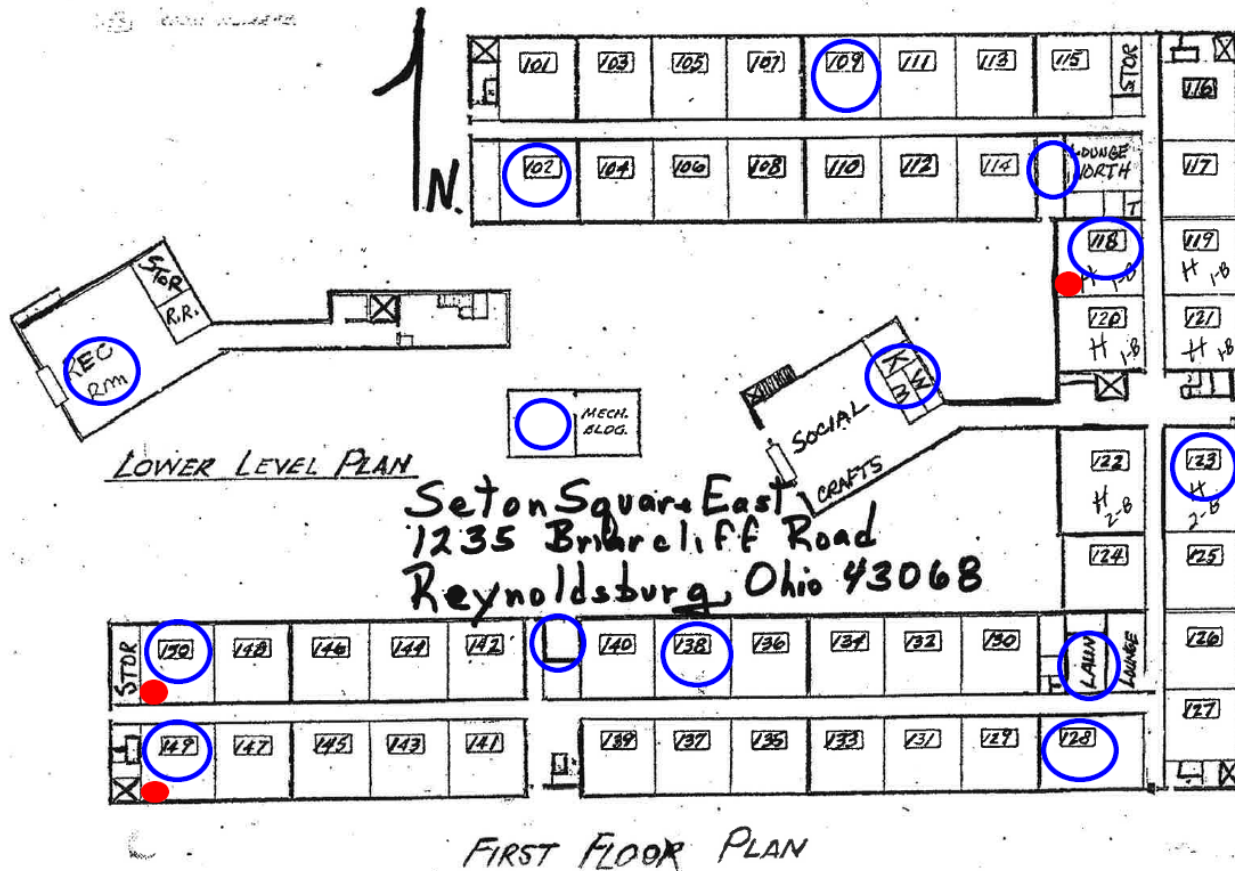 ROOM NUMBERS
N.
101 103 105 107 109 111 113 115 STOR
116
102 104 106 108 110 112 114 LOUNGE NORTH
117
T
118 119
H 1-B H 1-B
120 121
H 1-B H 1-B
STOR
R.R.
REC
RM
LOWER LEVEL PLAN
MECH.
BLDG.
K W
B
SOCIAL
CRAFTS
122 123
H H
2-B 2-B
124 125
Seton Square East
1235 Briarcliff Road
Reynoldsburg, Ohio 43068
STOR 150 148 146 144 142 140 138 136 134 132 130 T LAUN LOUNGE
126
127
149 147 145 143 141 139 137 135 133 131 129 128
FIRST FLOOR PLAN